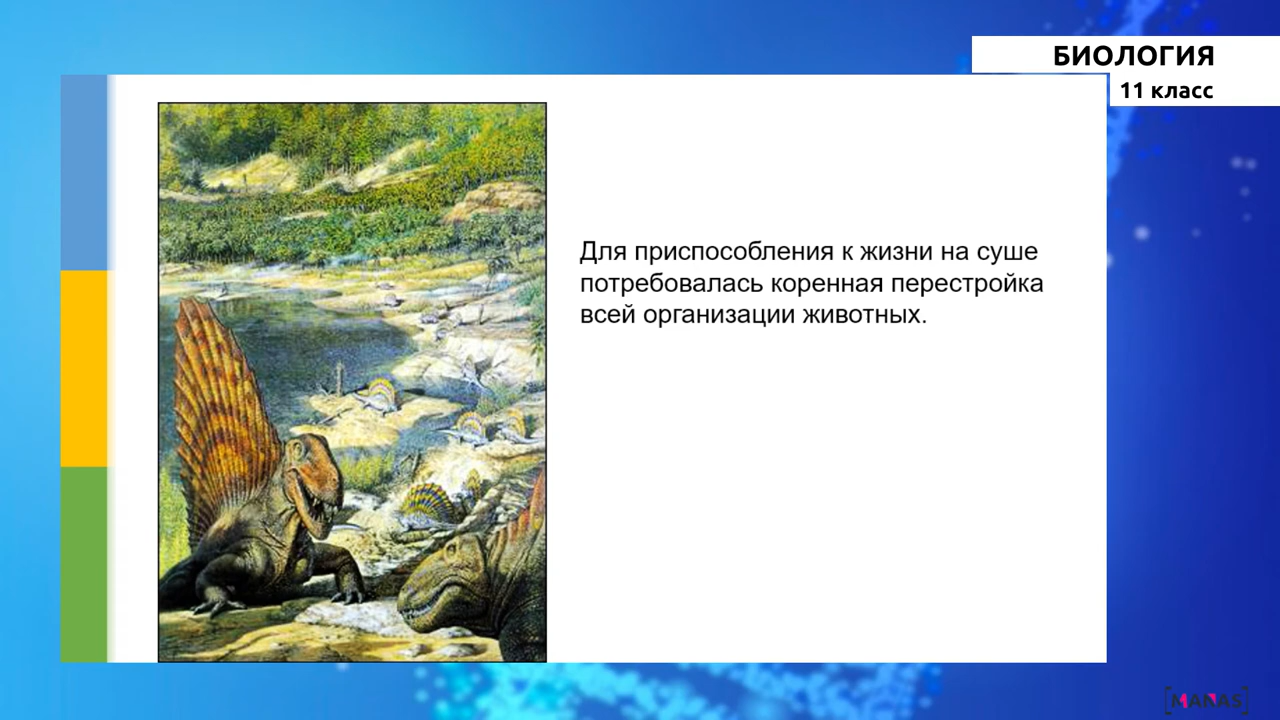 БИОЛОГИЯ
11 класс
Для приспособления к жизни на суше
потребовалась коренная перестройка
всей организации животных.
[MANAS]